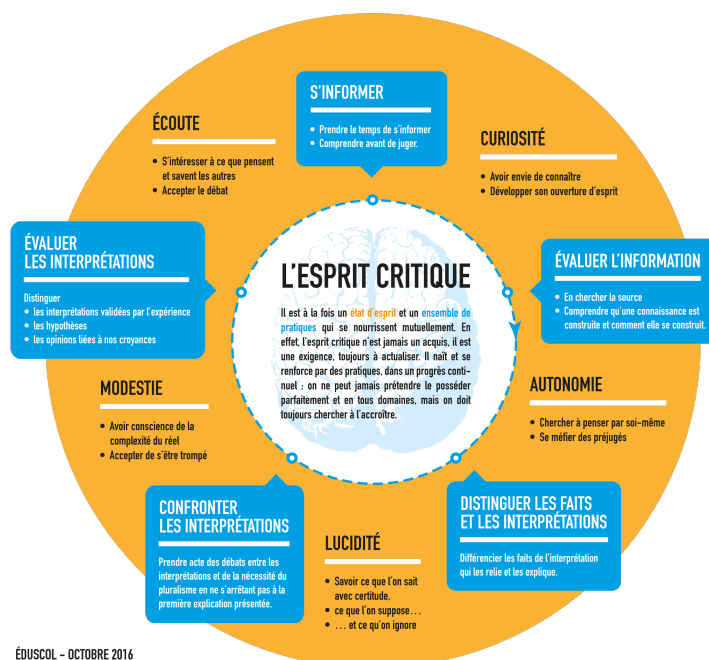 S'INFORMER
• Prendre le temps de s'informer
• Comprendre avant de juger.
ÉCOUTE
• S'intéresser à ce que pensent
et savent les autres
• Accepter le débat
CURIOSITÉ
• Avoir envie de connaître
• Développer son ouverture d'esprit
ÉVALUER
LES INTERPRÉTATIONS
Distinguer
• les interprétations validées par l'expérience
• les hypothèses
• les opinions liées à nos croyances
L'ESPRIT CRITIQUE
Il est à la fois un état d'esprit et un ensemble de
pratiques qui se nourrissent mutuellement. En
effet, l'esprit critique n'est jamais un acquis, il est
une exigence, toujours à actualiser. Il naît et se
renforce par des pratiques, dans un progrès conti-
nuel : on ne peut jamais prétendre le posséder
parfaitement et en tous domaines, mais on doit
toujours chercher à l'accroître.
ÉVALUER L'INFORMATION
• En chercher la source
• Comprendre qu'une connaissance est
construite et comment elle se construit.
MODESTIE
• Avoir conscience de la
complexité du réel
• Accepter de s'être trompé
AUTONOMIE
• Chercher à penser par soi-même
• Se méfier des préjugés
CONFRONTER
LES INTERPRÉTATIONS
Prendre acte des débats entre les
interprétations et de la nécessité du
pluralisme en ne s'arrêtant pas à la
première explication présentée.
LUCIDITÉ
• Savoir ce que l'on sait
avec certitude,
• ce que l'on suppose...
• ... et ce qu'on ignore
DISTINGUER LES FAITS
ET LES INTERPRÉTATIONS
Différencier les faits de l'interprétation
qui les relie et les explique.
ÉDUSCOL - OCTOBRE 2016